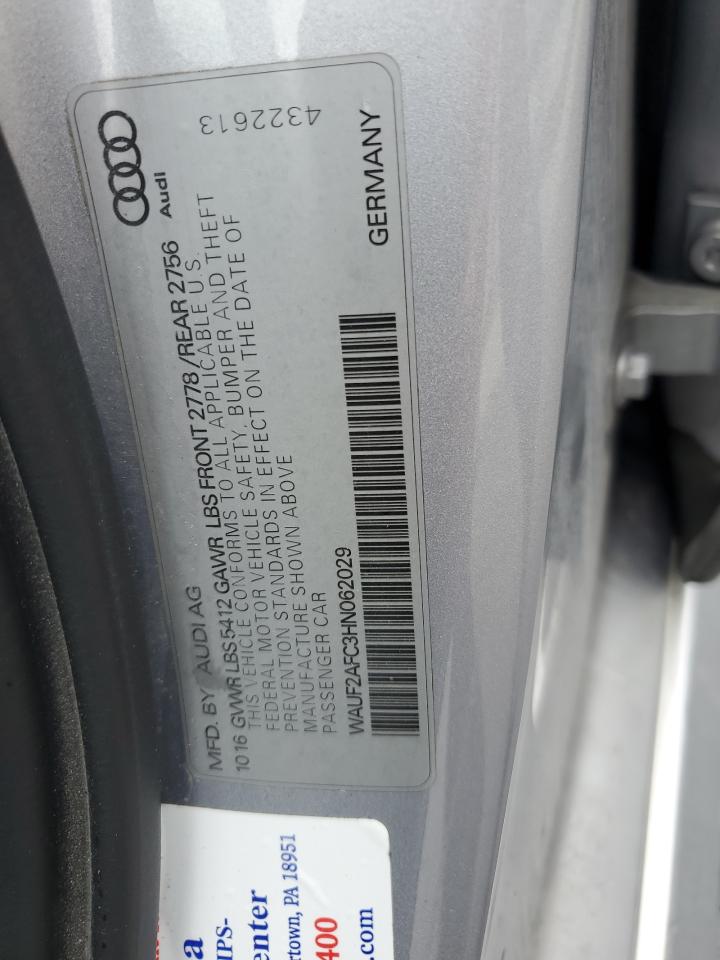 Audi
4322613
MFD. BY AUDI AG
1016 GVWR LBS 5412 GAWR LBS FRONT 2778 /REAR 2756
THIS VEHICLE CONFORMS TO ALL APPLICABLE U.S.
FEDERAL MOTOR VEHICLE SAFETY, BUMPER AND THEFT
PREVENTION STANDARDS IN EFFECT ON THE DATE OF
MANUFACTURE SHOWN ABOVE
PASSENGER CAR
WAUF2AFC3HN062029
GERMANY
a
enter
PA 18951
400
.com